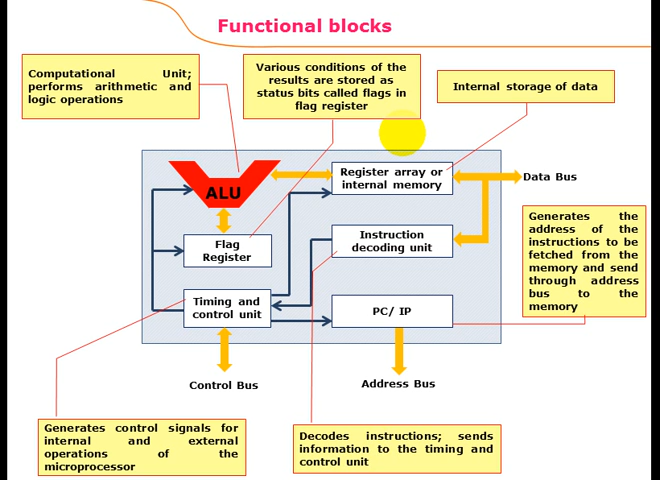 Functional blocks
Computational Unit;
performs arithmetic and
logic operations
Various conditions of the
results are stored as
status bits called flags in
flag register
Internal storage of data
ALU
Register array or
internal memory
Data Bus
Generates the
address of the
instructions to be
fetched from the
memory and send
through address
bus to the
memory
Flag
Register
Instruction
decoding unit
Timing and
control unit
PC/ IP
Control Bus
Address Bus
Generates control signals for
internal and external
operations of the
microprocessor
Decodes instructions; sends
information to the timing and
control unit